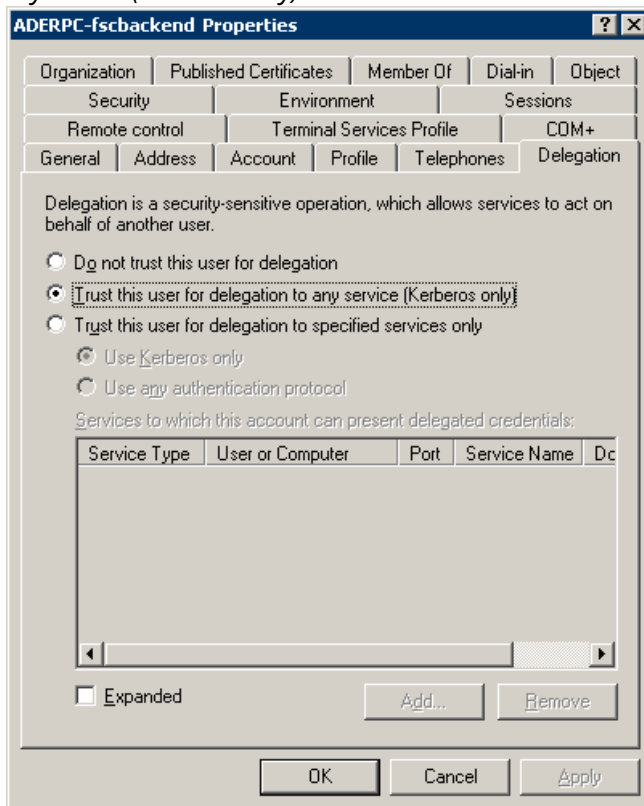 ADERPC-fscbackend Properties
Organization Published Certificates Member Of Dial-in Object
Security Environment Sessions
Remote control Terminal Services Profile COM+
General Address Account Profile Telephones Delegation
Delegation is a security-sensitive operation, which allows services to act on
behalf of another user.
Do not trust this user for delegation
Trust this user for delegation to any service (Kerberos only)
Trust this user for delegation to specified services only
Use Kerberos only
Use any authentication protocol
Services to which this account can present delegated credentials:
Service Type User or Computer Port Service Name Do
Expanded Add... Remove
OK Cancel Apply